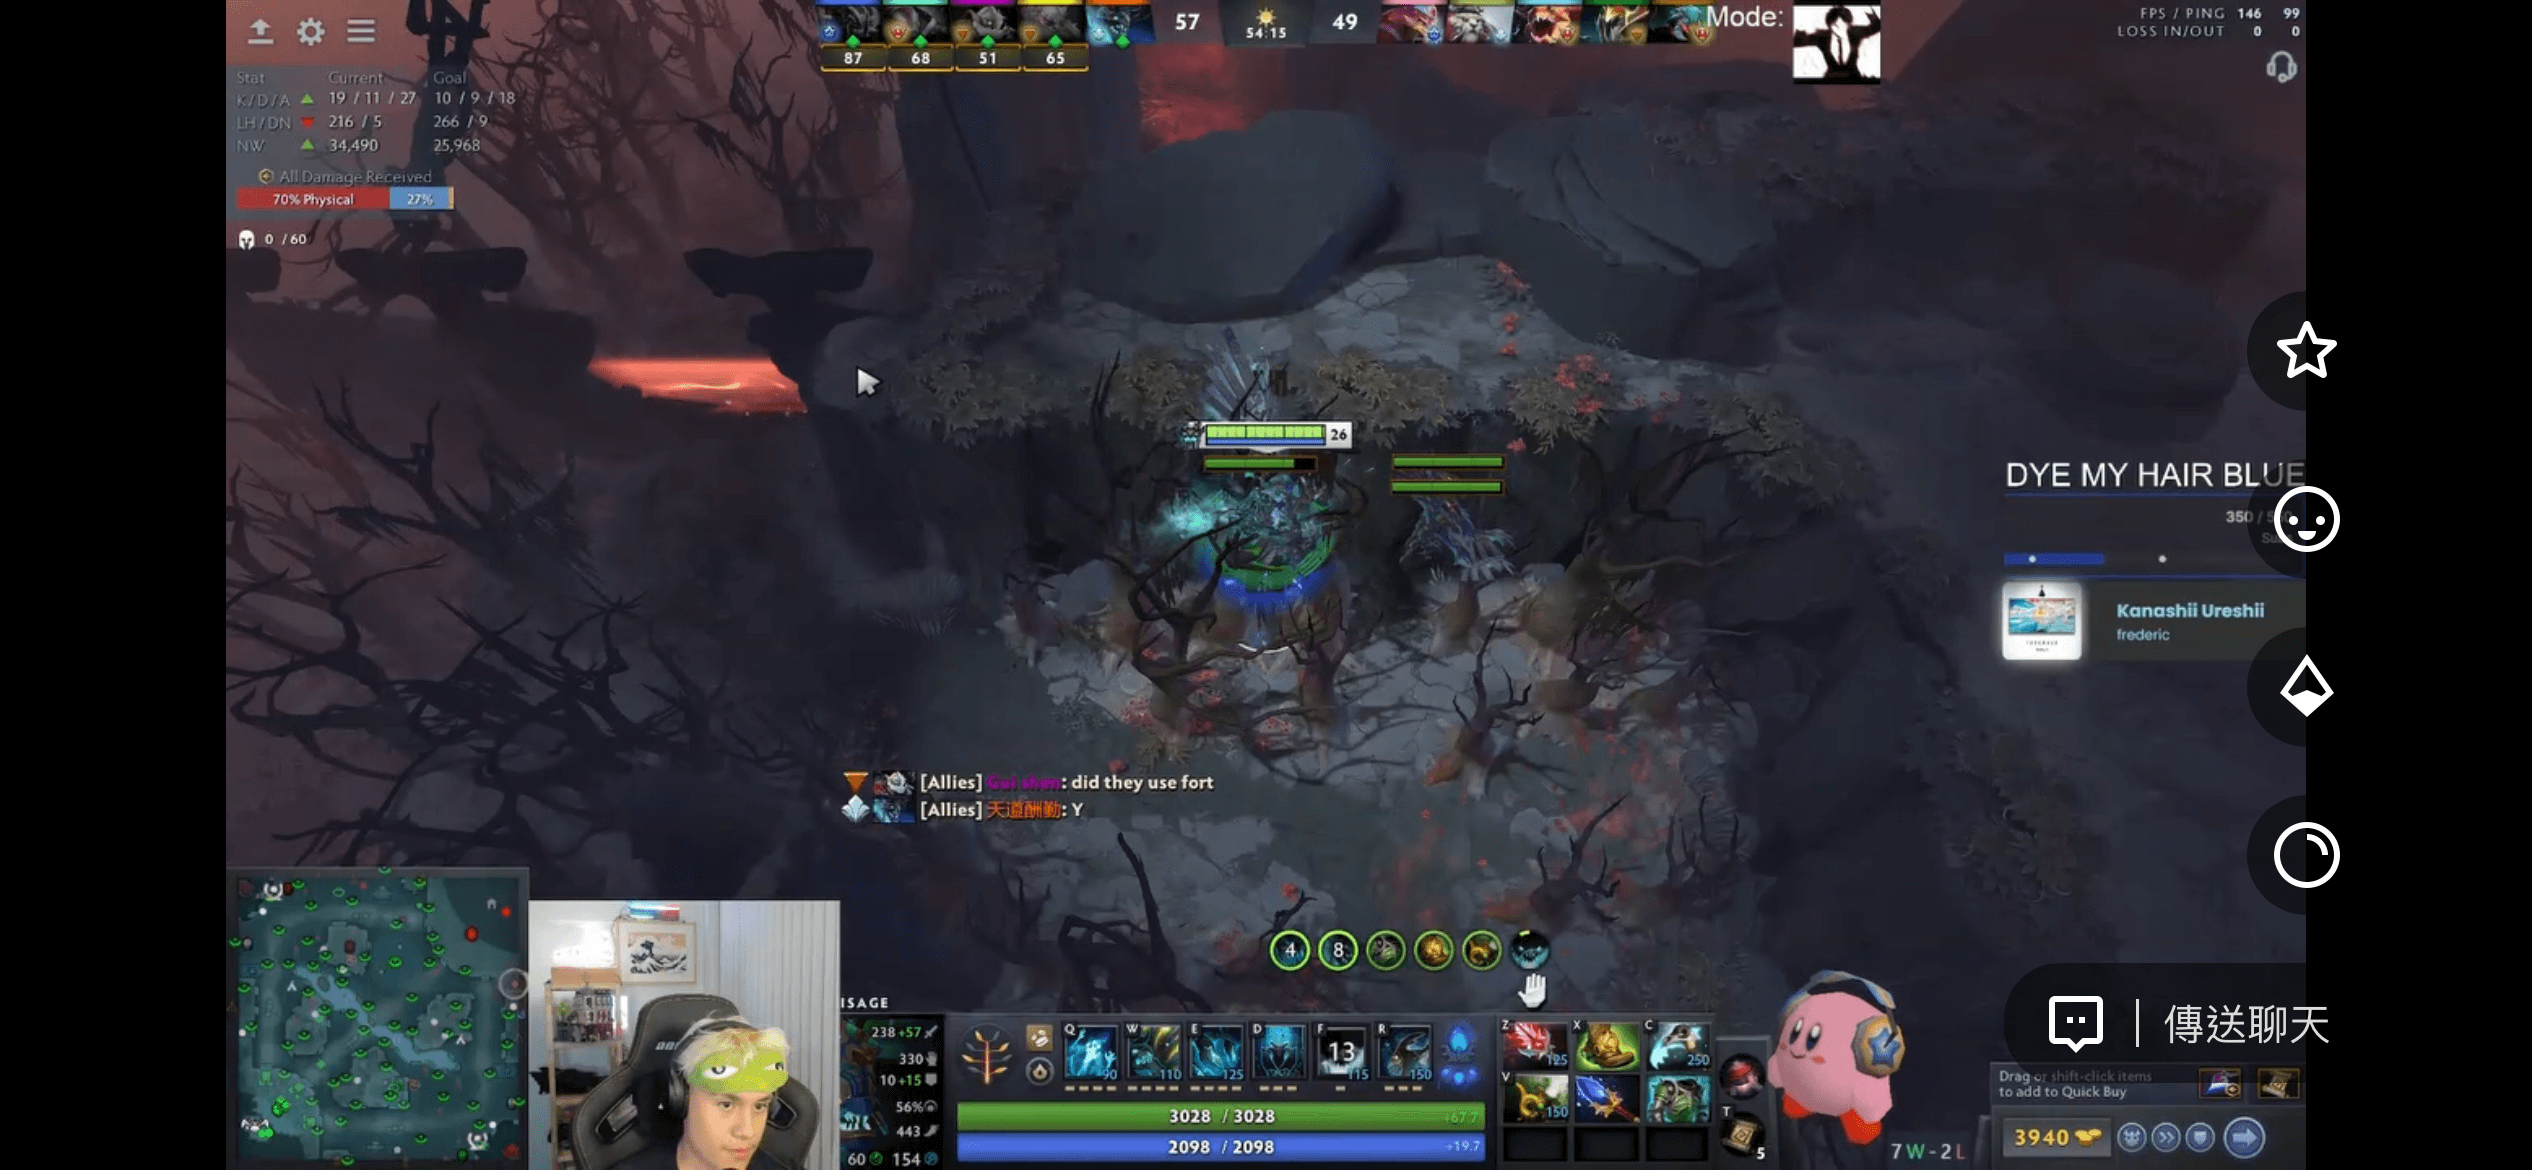 57
54:15
49
87
68
51
65
Mode:
FPS / PING 146 99
LOSS IN/OUT 0 0
Stat Current Goal
K/D/A 19 / 11 / 27 10 / 9 / 18
LH/DN 216 / 5 266 / 9
NW 34,490 25,968
All Damage Received
70% Physical 27%
0 /60
26
DYE MY HAIR BLUE
350 /
Kanashii Ureshii
frederic
[Allies] Gui shen: did they use fort
[Allies] 天道酬勤: Y
4 8
ISAGE
238 +57
330
10 +15
56%
443
60 154
Q 90
W 110
E 125
D
F 13 115
R 150
3028 / 3028 +67.7
2098 / 2098 +19.7
Z 125
X
C 250
V 150
T
5
7W-2L
傳送聊天
Drag or shift-click items
to add to Quick Buy
3940